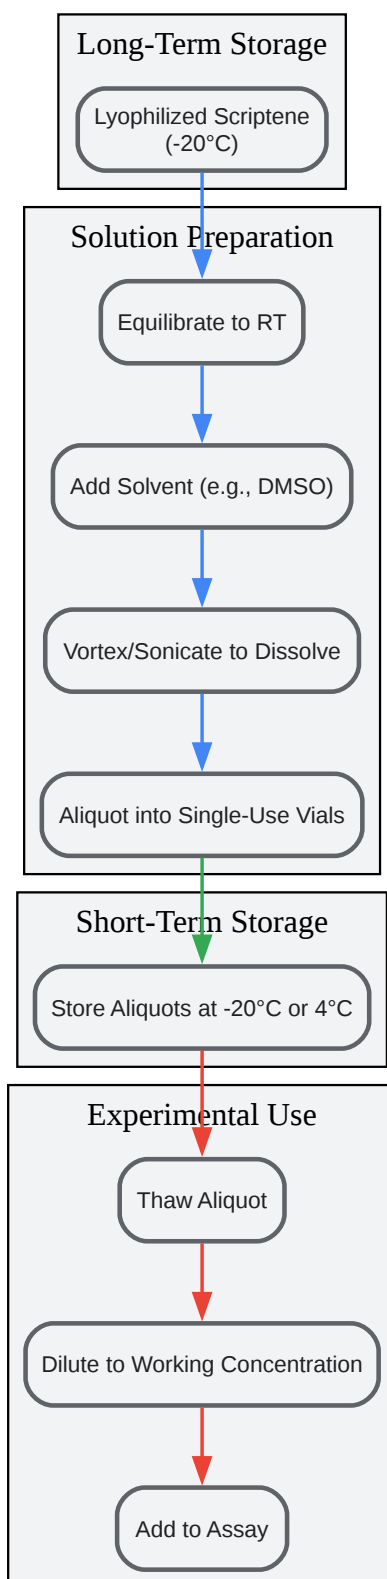 Long-Term Storage
Lyophilized Scriptene
(-20°C)
Solution Preparation
Equilibrate to RT
Add Solvent (e.g., DMSO)
Vortex/Sonicate to Dissolve
Aliquot into Single-Use Vials
Short-Term Storage
Store Aliquots at -20°C or 4°C
Experimental Use
Thaw Aliquot
Dilute to Working Concentration
Add to Assay